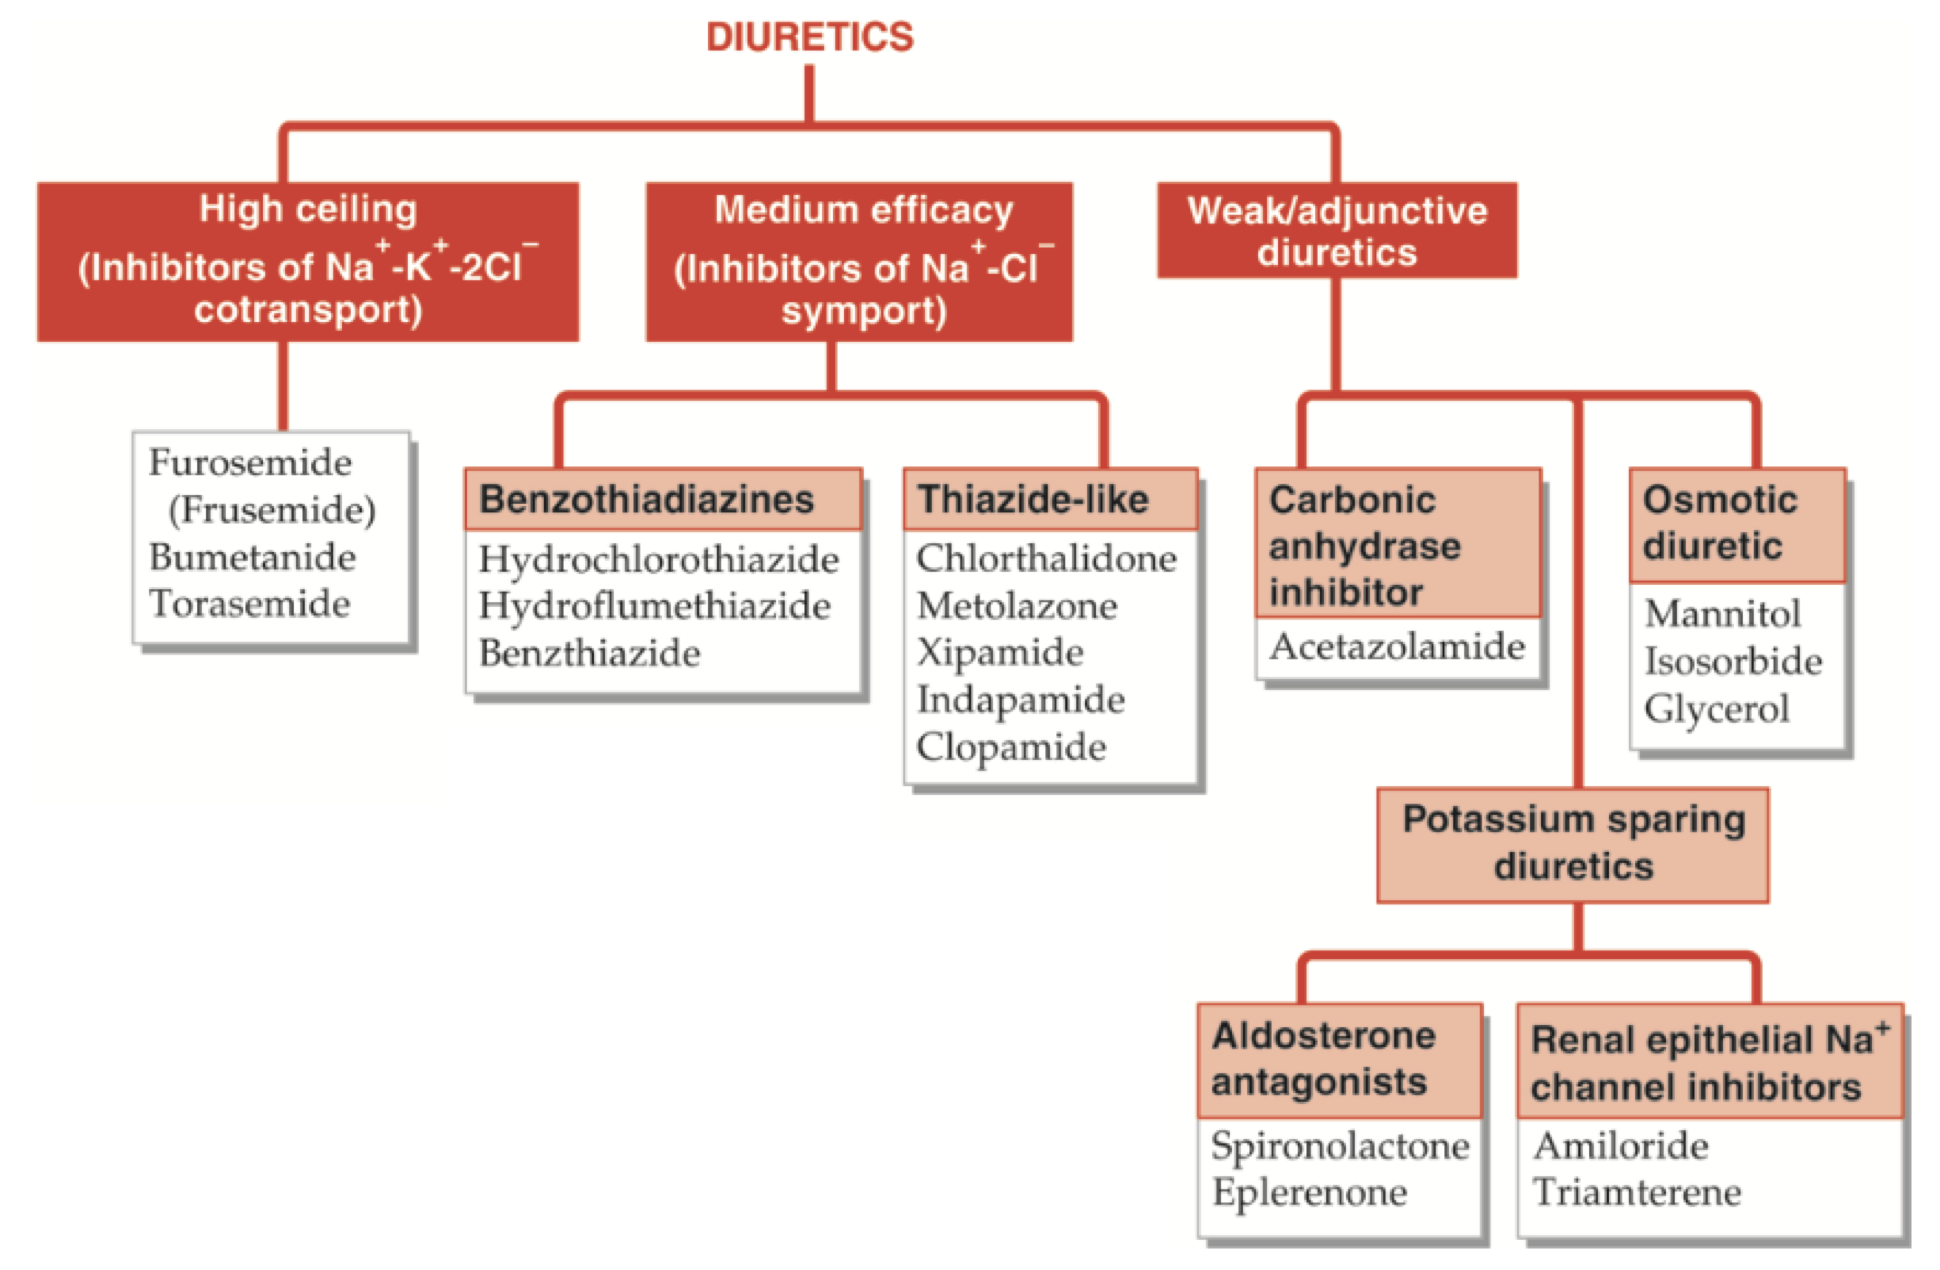 DIURETICS
High ceiling
(Inhibitors of Na⁺-K⁺-2Cl⁻
cotransport)
Medium efficacy
(Inhibitors of Na⁺-Cl⁻
symport)
Weak/adjunctive
diuretics
Furosemide
(Frusemide)
Bumetanide
Torasemide
Benzothiadiazines
Hydrochlorothiazide
Hydroflumethiazide
Benzthiazide
Thiazide-like
Chlorthalidone
Metolazone
Xipamide
Indapamide
Clopamide
Carbonic
anhydrase
inhibitor
Acetazolamide
Osmotic
diuretic
Mannitol
Isosorbide
Glycerol
Potassium sparing
diuretics
Aldosterone
antagonists
Spironolactone
Eplerenone
Renal epithelial Na⁺
channel inhibitors
Amiloride
Triamterene